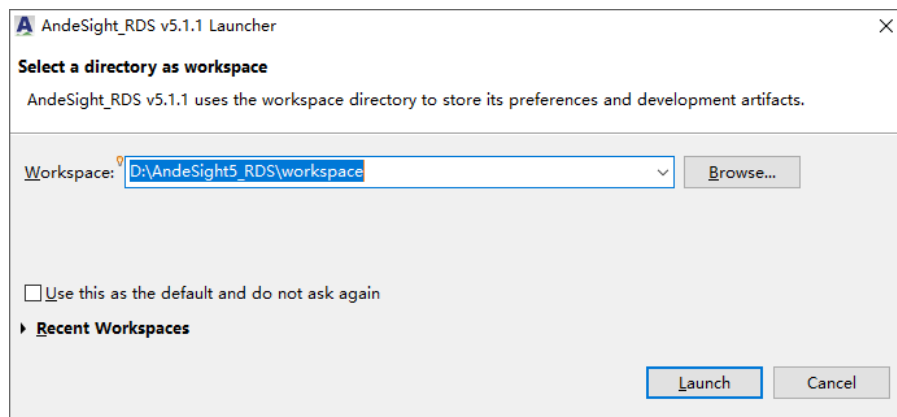 AndeSight_RDS v5.1.1 Launcher
Select a directory as workspace
AndeSight_RDS v5.1.1 uses the workspace directory to store its preferences and development artifacts.
Workspace: D:\AndeSight5_RDS\workspace Browse...
Use this as the default and do not ask again
Recent Workspaces
Launch Cancel